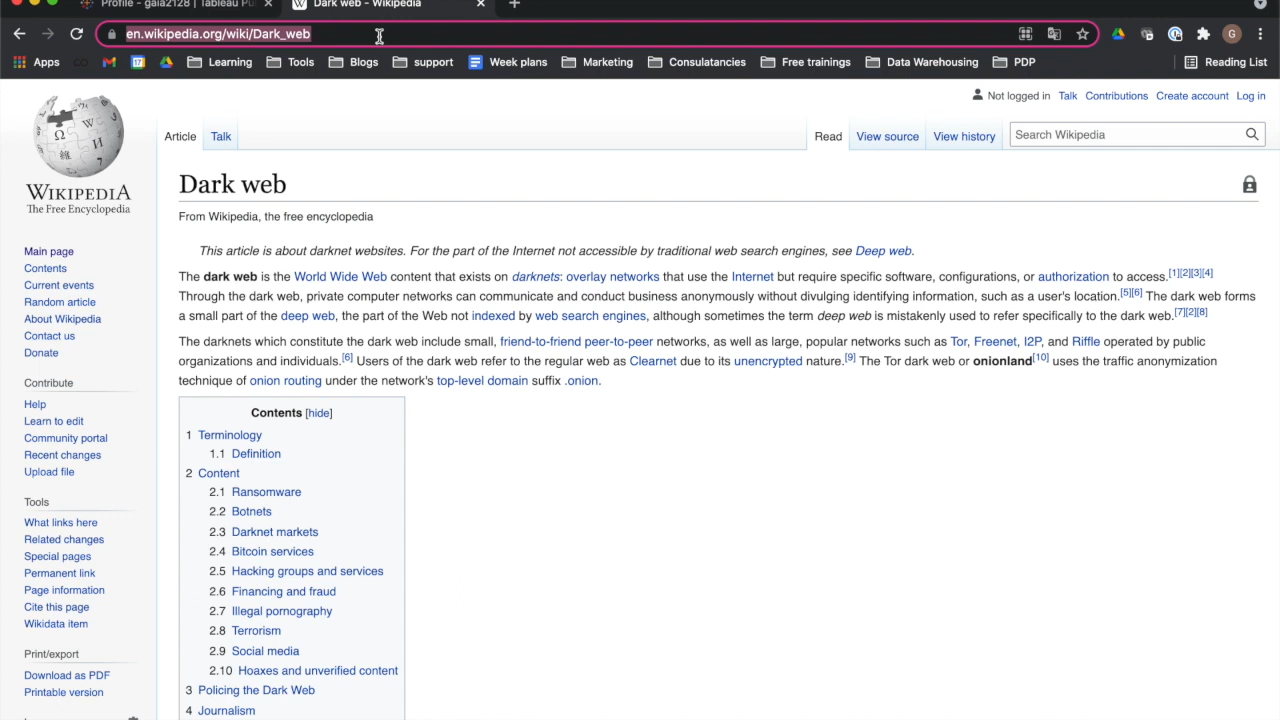 Profile - gaia2128 | Tableau Pu
Dark web - Wikipedia
en.wikipedia.org/wiki/Dark_web
G
Apps
Learning
Tools
Blogs
support
Week plans
Marketing
Consulatancies
Free trainings
Data Warehousing
PDP
Reading List
Not logged in Talk Contributions Create account Log in
Article Talk
Read View source View history
Search Wikipedia
WIKIPEDIA
The Free Encyclopedia
Dark web
From Wikipedia, the free encyclopedia
This article is about darknet websites. For the part of the Internet not accessible by traditional web search engines, see Deep web.
The dark web is the World Wide Web content that exists on darknets: overlay networks that use the Internet but require specific software, configurations, or authorization to access.[1][2][3][4]
Through the dark web, private computer networks can communicate and conduct business anonymously without divulging identifying information, such as a user's location.[5][6] The dark web forms
a small part of the deep web, the part of the Web not indexed by web search engines, although sometimes the term deep web is mistakenly used to refer specifically to the dark web.[7][2][8]
The darknets which constitute the dark web include small, friend-to-friend peer-to-peer networks, as well as large, popular networks such as Tor, Freenet, I2P, and Riffle operated by public
organizations and individuals.[6] Users of the dark web refer to the regular web as Clearnet due to its unencrypted nature.[9] The Tor dark web or onionland[10] uses the traffic anonymization
technique of onion routing under the network's top-level domain suffix .onion.
Contents [hide]
1 Terminology
1.1 Definition
2 Content
2.1 Ransomware
2.2 Botnets
2.3 Darknet markets
2.4 Bitcoin services
2.5 Hacking groups and services
2.6 Financing and fraud
2.7 Illegal pornography
2.8 Terrorism
2.9 Social media
2.10 Hoaxes and unverified content
3 Policing the Dark Web
4 Journalism
Main page
Contents
Current events
Random article
About Wikipedia
Contact us
Donate
Contribute
Help
Learn to edit
Community portal
Recent changes
Upload file
Tools
What links here
Related changes
Special pages
Permanent link
Page information
Cite this page
Wikidata item
Print/export
Download as PDF
Printable version